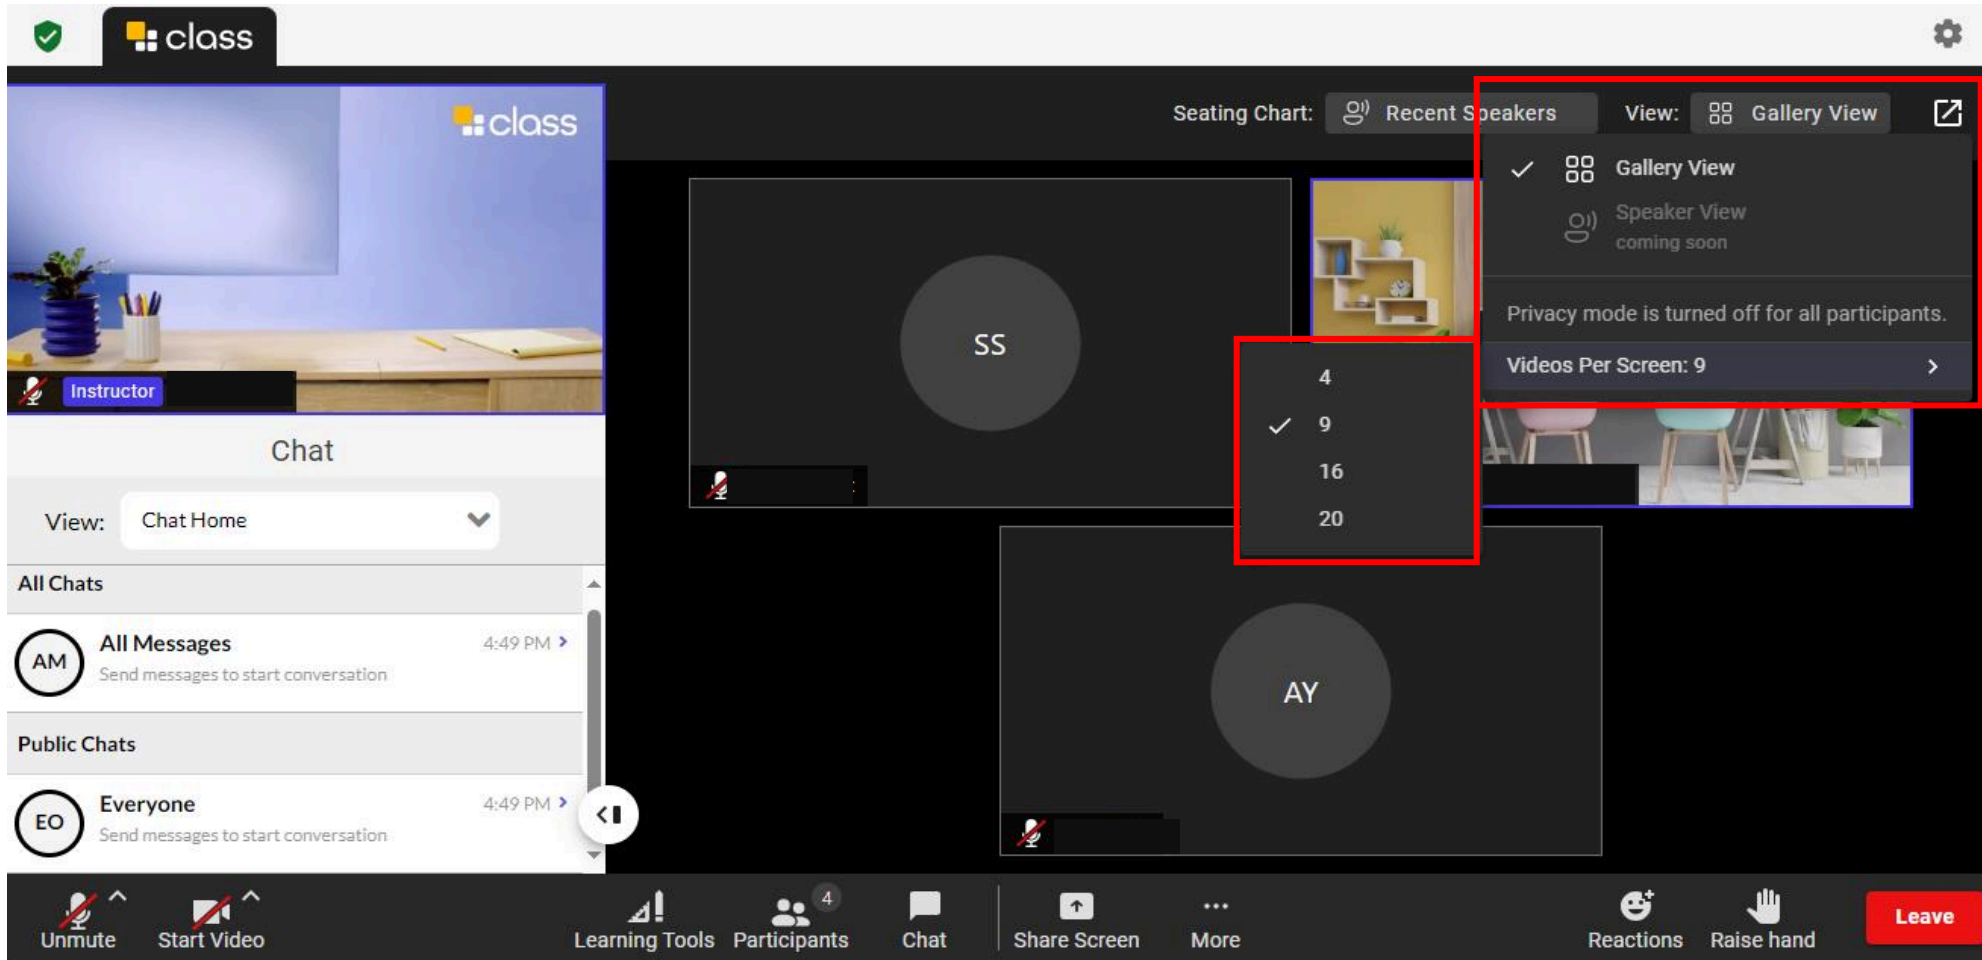 class
class
Instructor
Chat
View: Chat Home
All Chats
AM
All Messages
4:49 PM
Send messages to start conversation
Public Chats
EO
Everyone
4:49 PM
Send messages to start conversation
Seating Chart: Recent Speakers View: Gallery View
Gallery View
Speaker View
coming soon
Privacy mode is turned off for all participants.
Videos Per Screen: 9
4
9
16
20
SS
AY
Unmute
Start Video
Learning Tools
Participants
4
Chat
Share Screen
More
Reactions
Raise hand
Leave